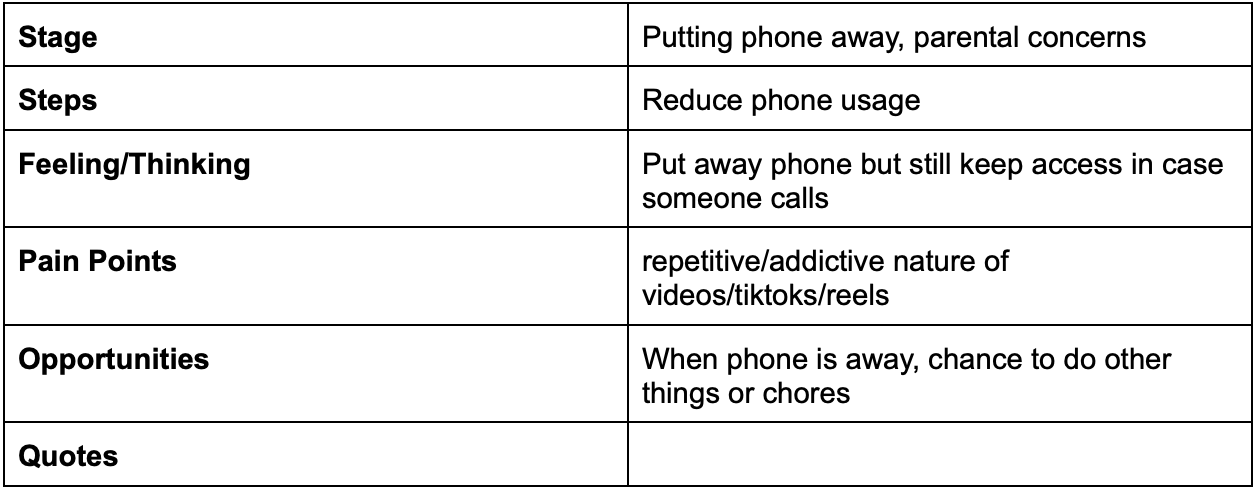 Stage
Putting phone away, parental concerns
Steps
Reduce phone usage
Feeling/Thinking
Put away phone but still keep access in case
someone calls
Pain Points
repetitive/addictive nature of
videos/tiktoks/reels
Opportunities
When phone is away, chance to do other
things or chores
Quotes